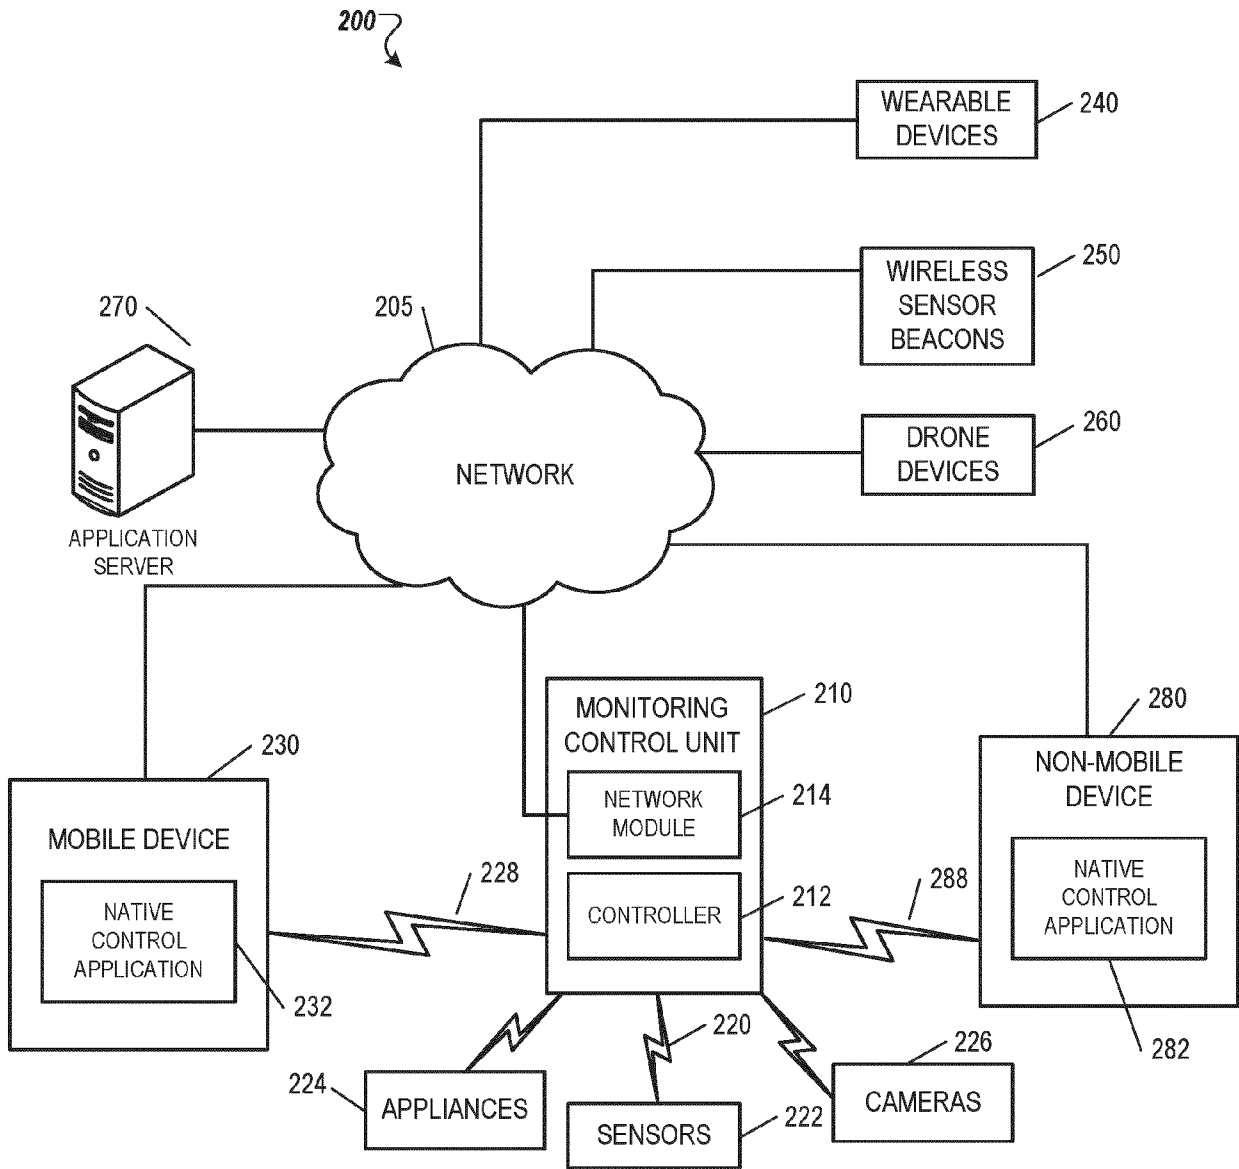 200
WEARABLE
DEVICES
240
WIRELESS
SENSOR
BEACONS
250
270
205
DRONE
DEVICES
260
NETWORK
APPLICATION
SERVER
MONITORING
CONTROL UNIT
210
280
230
NON-MOBILE
DEVICE
NETWORK
MODULE
214
MOBILE DEVICE
NATIVE
CONTROL
APPLICATION
228
CONTROLLER
212
288
NATIVE
CONTROL
APPLICATION
232
220
226
282
224
APPLIANCES
SENSORS
222
CAMERAS